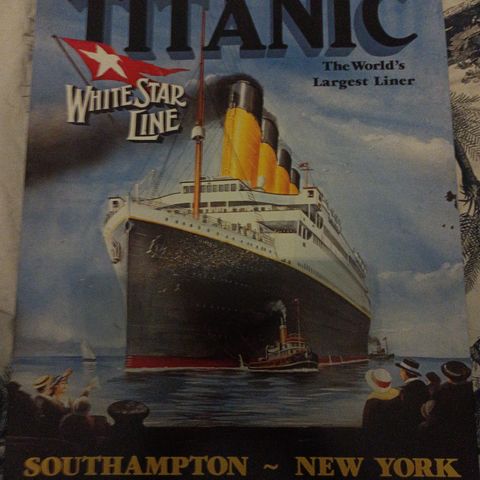 TITANIC
The World's
Largest Liner
WHITE STAR
LINE
SOUTHAMPTON ~ NEW YORK